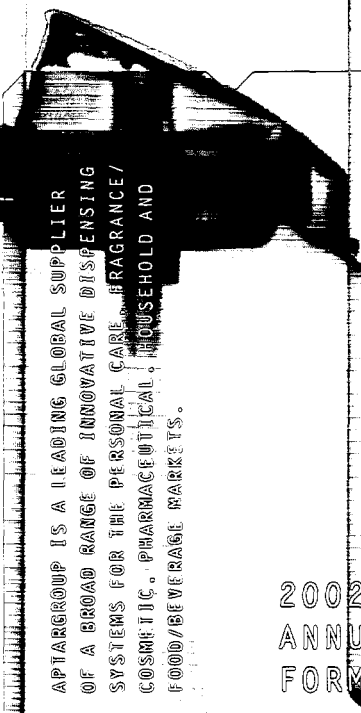 APTARGROUP IS A LEADING GLOBAL SUPPLIER
OF A BROAD RANGE OF INNOVATIVE DISPENSING
SYSTEMS FOR THE PERSONAL CARE, FRAGRANCE/
COSMETIC, PHARMACEUTICAL, HOUSEHOLD AND
FOOD/BEVERAGE MARKETS.
2002
ANNU
FORM